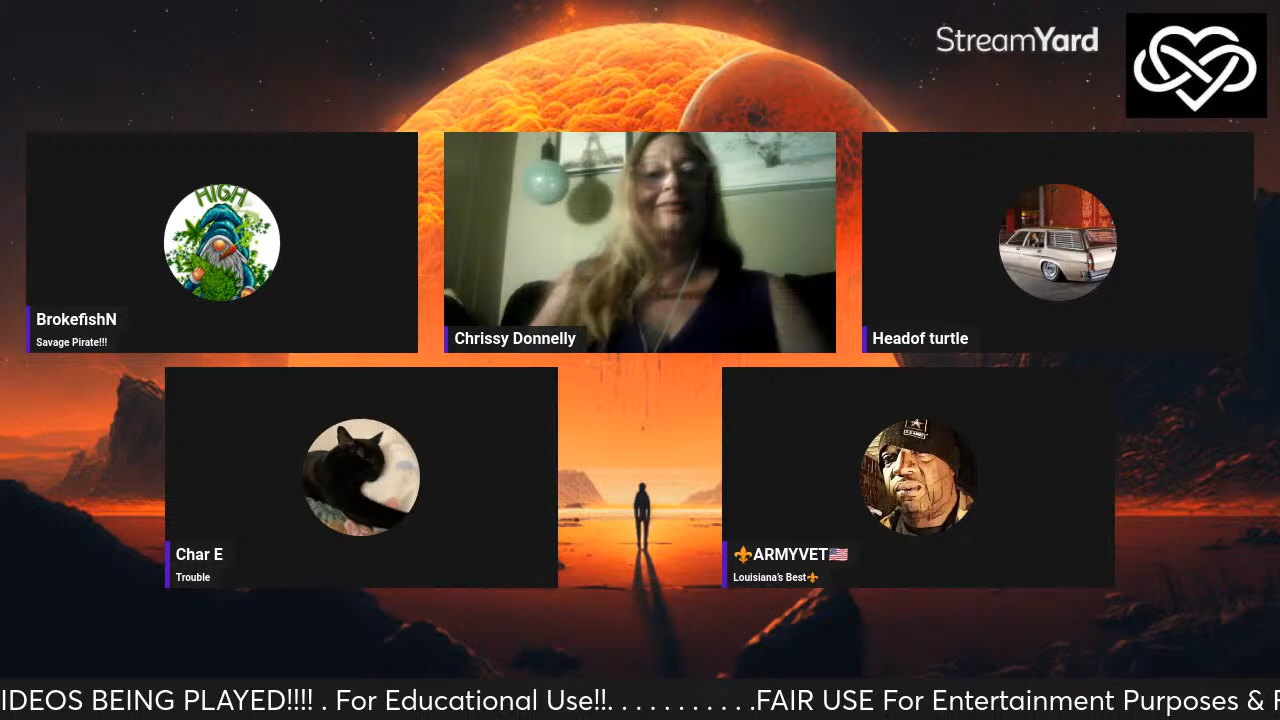 StreamYard
HIGH
BrokefishN
Savage Pirate!!!
Chrissy Donnelly
Headof turtle
Char E
Trouble
⚜️ARMYVET🇺🇸
Louisiana's Best⚜️
IDEOS BEING PLAYED!!!! . For Educational Use!!. . . . . . . . . . .FAIR USE For Entertainment Purposes &